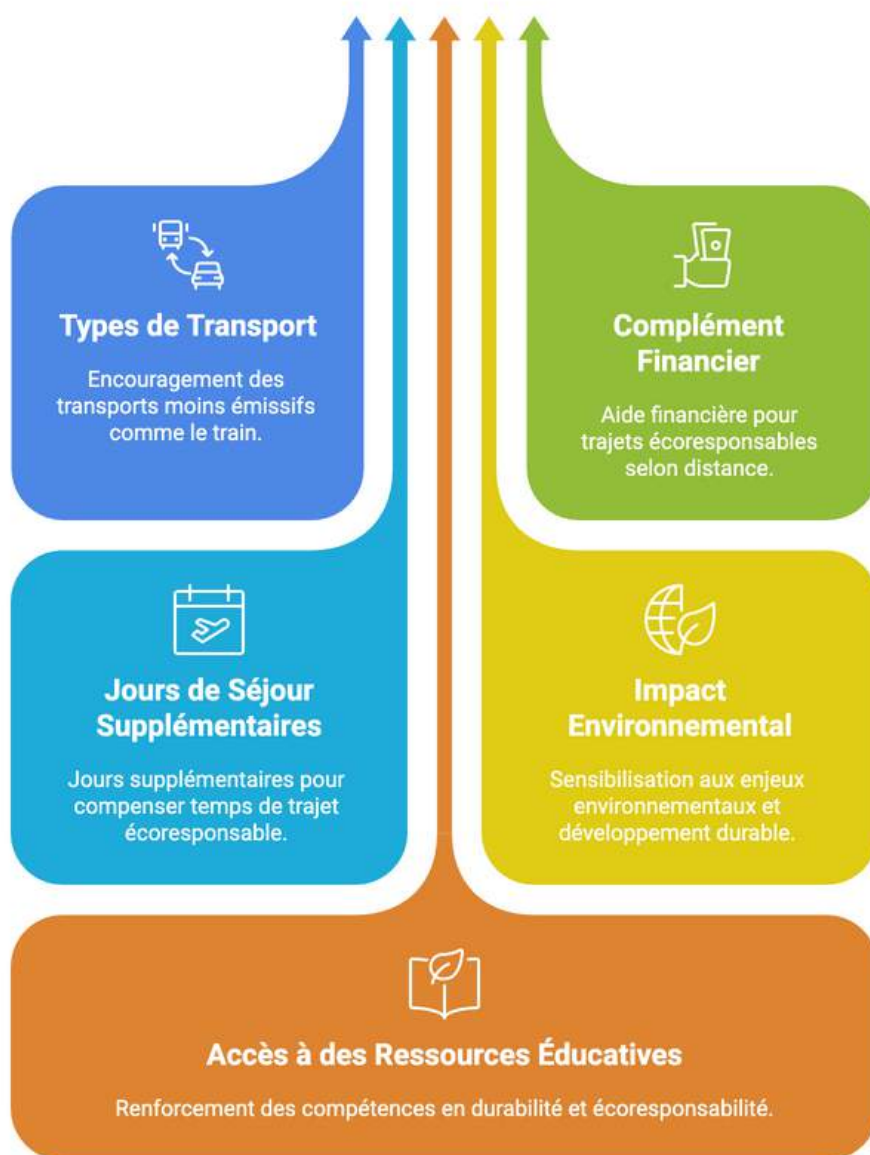 Types de Transport
Encouragement des
transports moins émissifs
comme le train.
Complément
Financier
Aide financière pour
trajets écoresponsables
selon distance.
Jours de Séjour
Supplémentaires
Jours supplémentaires pour
compenser temps de trajet
écoresponsable.
Impact
Environnemental
Sensibilisation aux enjeux
environnementaux et
développement durable.
Accès à des Ressources Éducatives
Renforcement des compétences en durabilité et écoresponsabilité.